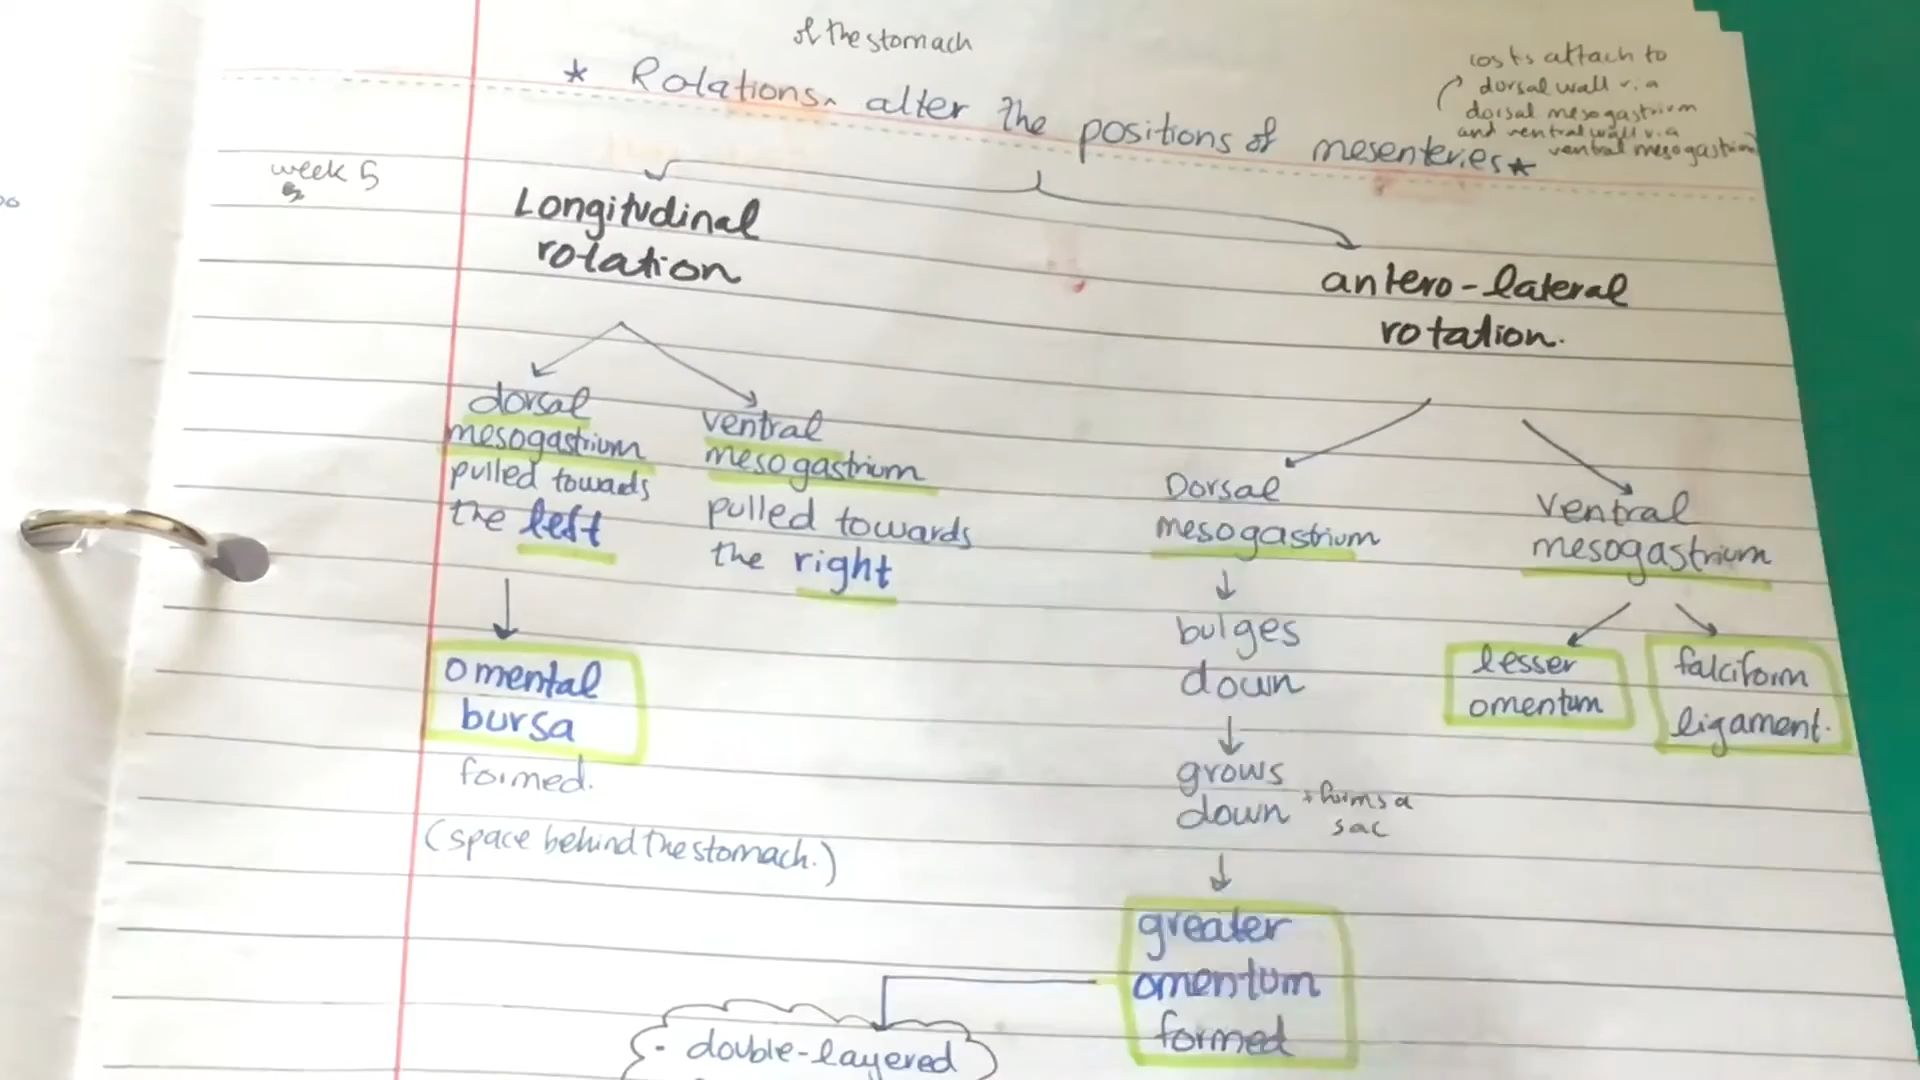 of the stomach
* Rotations^ alter the positions of mesenteries *
attach to
dorsal wall via
dorsal mesogastrium
and ventral wall via
ventral mesogastrium
week 5
Longitudinal
rotation
dorsal
mesogastrium
pulled towards
the left
omental
bursa
formed.
(space behind the stomach.)
ventral
mesogastrium
pulled towards
the right
antero-lateral
rotation.
Dorsal
mesogastrium
bulges
down
grows
down
+ forms a
sac
greater
omentum
formed
ventral
mesogastrium
lesser
omentum
falciform
ligament.
- double-layered